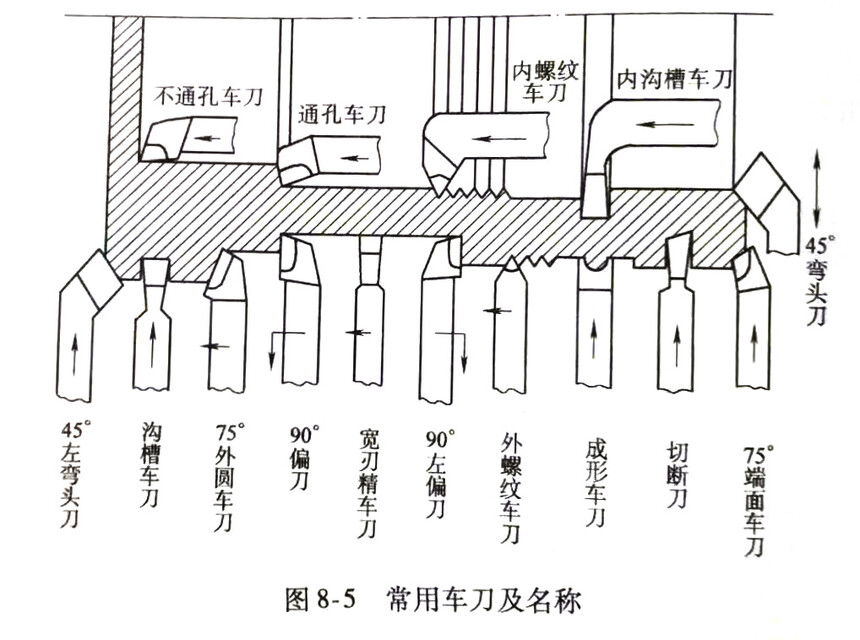 不通孔车刀
通孔车刀
内螺纹
车刀
内沟槽车刀
45°弯头刀
45°左弯头刀
沟槽车刀
75°外圆车刀
90°偏刀
宽刃精车刀
90°左偏刀
外螺纹车刀
成形车刀
切断刀
75°端面车刀
图 8-5 常用车刀及名称